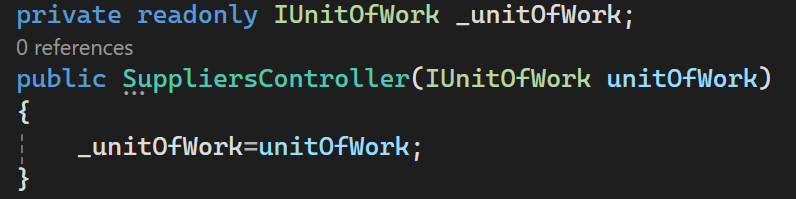 private readonly IUnitOfWork _unitOfWork;
0 references
public SuppliersController(IUnitOfWork unitOfWork)
{
_unitOfWork=unitOfWork;
}